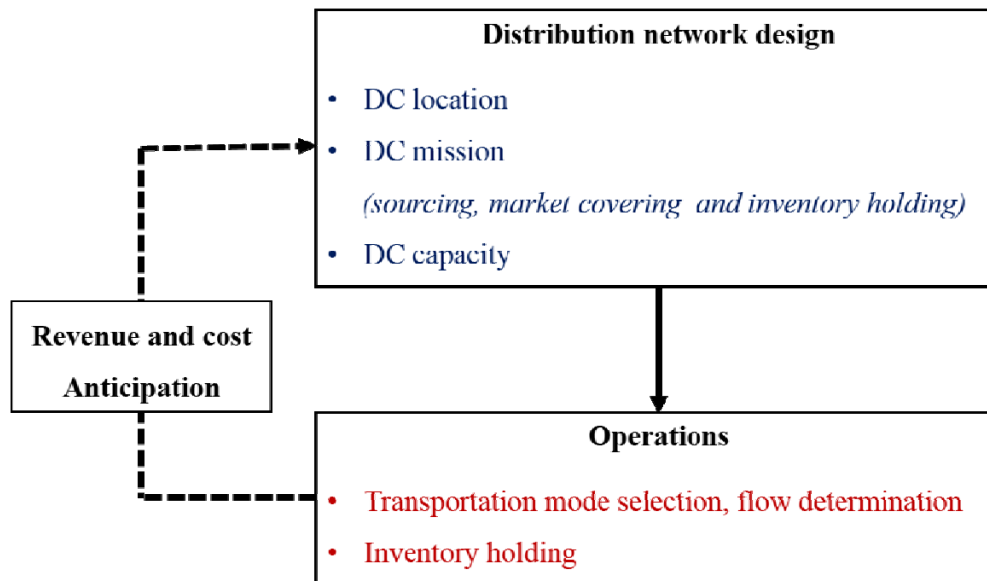 Distribution network design
• DC location
• DC mission
(sourcing, market covering and inventory holding)
• DC capacity
Revenue and cost
Anticipation
Operations
• Transportation mode selection, flow determination
• Inventory holding